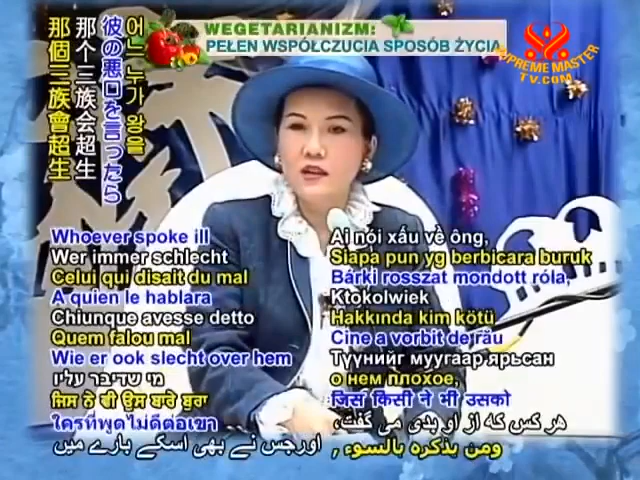 WEGETARIANIZM:
PEŁEN WSPÓŁCZUCIA SPOSÓB ŻYCIA
SUPREME MASTER
TV.COM
어느 누가 왕을
彼の悪口を言ったら
那个三族会超生
那個三族會超生
Whoever spoke ill
Wer immer schlecht
Celui qui disait du mal
A quien le hablara
Chiunque avesse detto
Quem falou mal
Wie er ook slecht over hem
מי שדיבר עליו
ਜਿਸ ਨੇ ਵੀ ਉਸ ਬਾਰੇ ਬੁਰਾ
ใครที่พูดไม่ดีต่อเขา
اورجس نے بھی اسکے بارے میں
Ai nói xấu về ông,
Siapa pun yg berbicara buruk
Bárki rosszat mondott róla,
Ktokolwiek
Hakkında kim kötü
Cine a vorbit de rău
Түүнийг муугаар ярьсан
о нем плохое,
जिस किसी ने भी उसको
هر کس که از او بدی می گفت،
ومن يذكره بالسوء ,